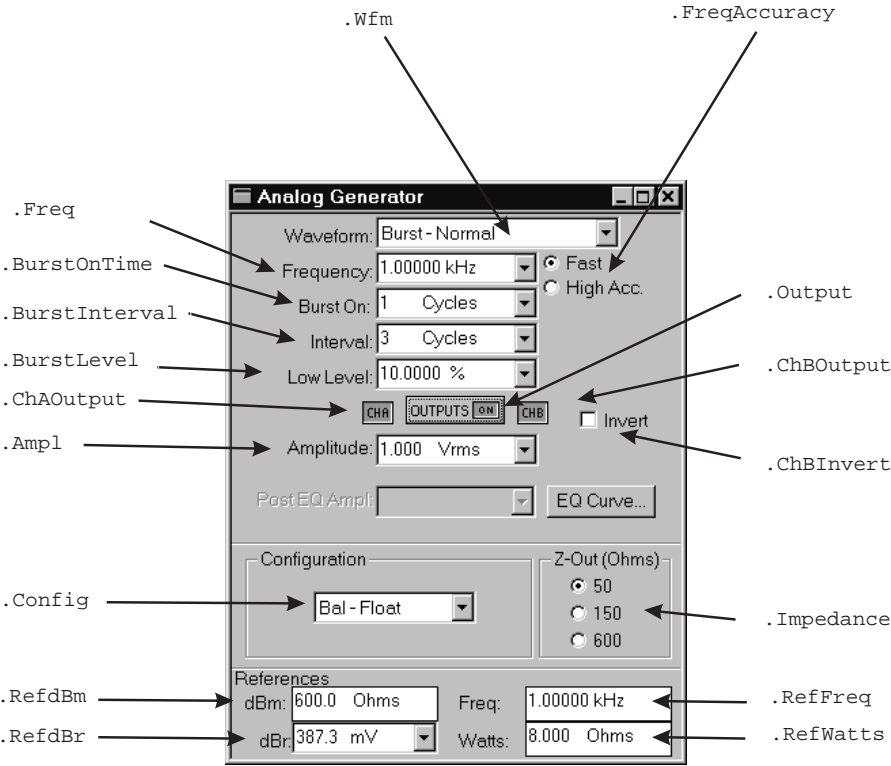 .Wfm
.FreqAccuracy
Analog Generator
.Freq
Waveform: Burst - Normal
Frequency: 1.00000 kHz
Fast
High Acc.
.BurstOnTime
Burst On: 1 Cycles
.BurstInterval
Interval: 3 Cycles
.Output
.BurstLevel
Low Level: 10.0000 %
.ChBOutput
.ChAOutput
CHA
OUTPUTS ON
CHB
Invert
.Ampl
Amplitude: 1.000 Vrms
.ChBInvert
Post EQ Ampl:
EQ Curve...
Configuration
Z-Out (Ohms)
50
.Config
Bal - Float
150
.Impedance
600
References
.RefdBm
dBm: 600.0 Ohms
Freq: 1.00000 kHz
.RefFreq
.RefdBr
dBr: 387.3 mV
Watts: 8.000 Ohms
.RefWatts